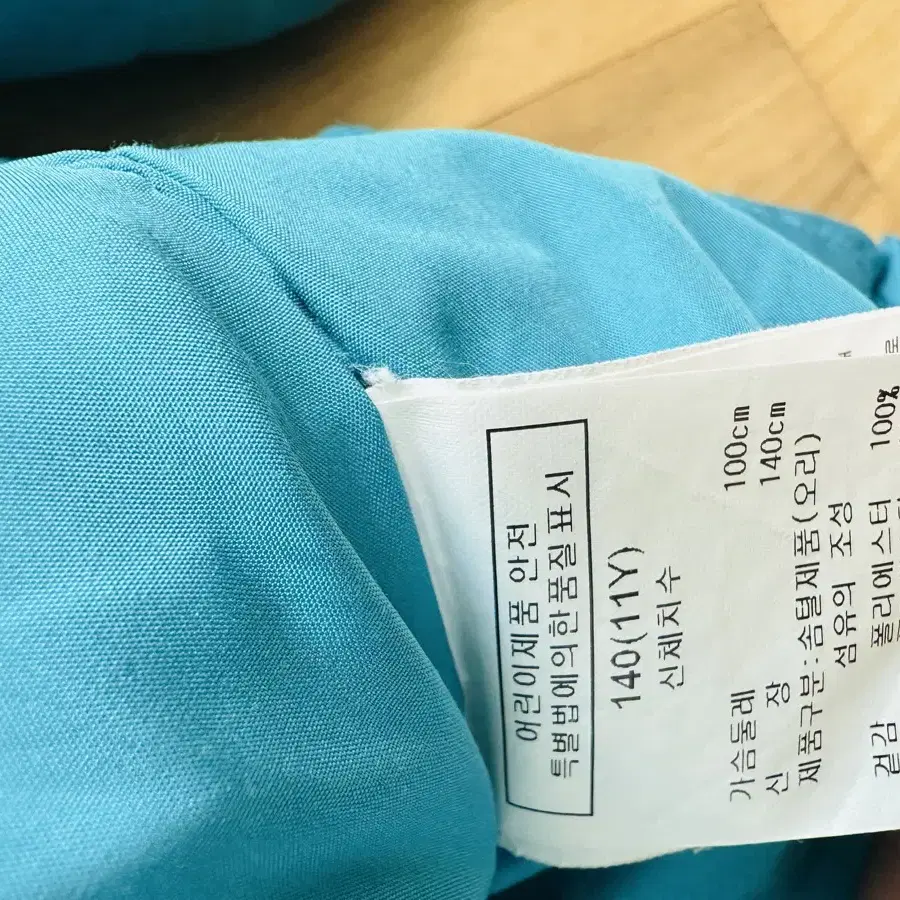 어린이제품 안전
특별법에의한품질표시
140(11Y)
신체치수
가슴둘레 100cm
신 장 140cm
제품구분:솜털제품(오리)
섬유의 조성
겉감 폴리에스터 100%